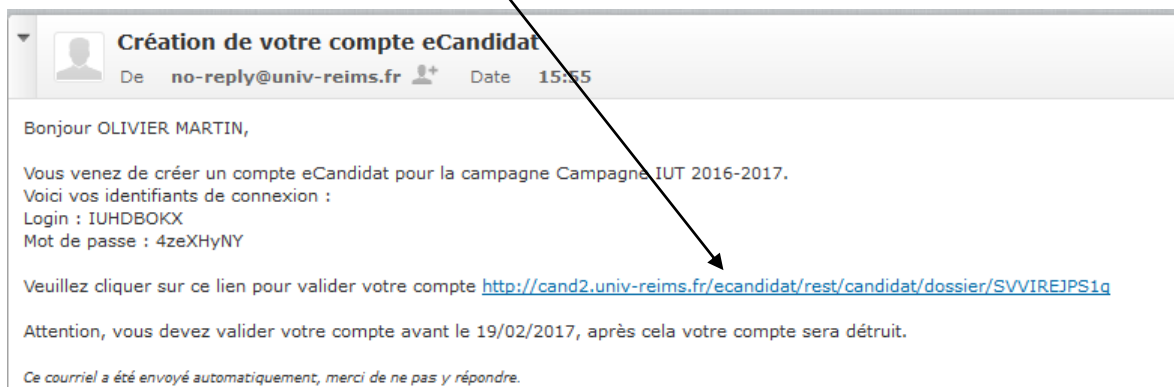 Création de votre compte eCandidat
De no-reply@univ-reims.fr Date 15:55
Bonjour OLIVIER MARTIN,
Vous venez de créer un compte eCandidat pour la campagne Campagne IUT 2016-2017.
Voici vos identifiants de connexion :
Login : IUHDBOKX
Mot de passe : 4zeXHyNY
Veuillez cliquer sur ce lien pour valider votre compte http://cand2.univ-reims.fr/ecandidat/rest/candidat/dossier/SVVIREJPS1q
Attention, vous devez valider votre compte avant le 19/02/2017, après cela votre compte sera détruit.
Ce courriel a été envoyé automatiquement, merci de ne pas y répondre.